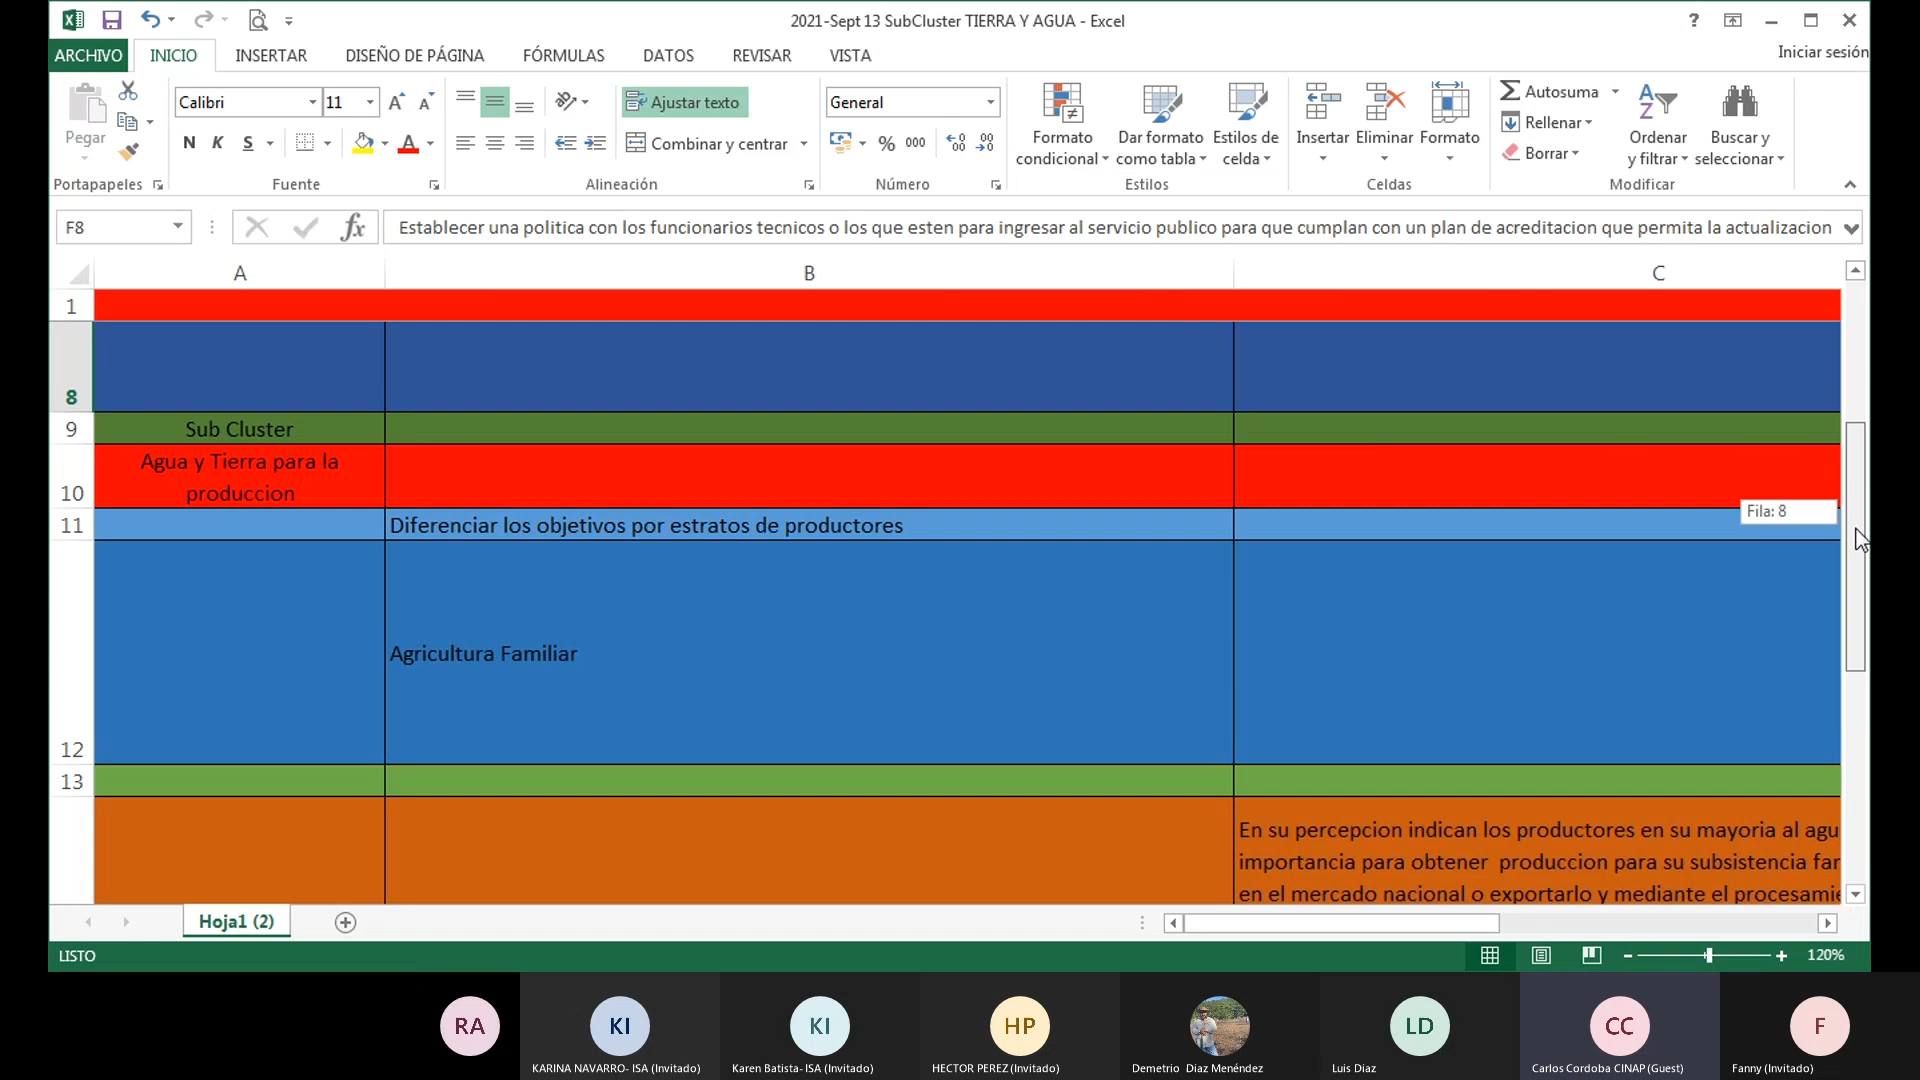 2021-Sept 13 SubCluster TIERRA Y AGUA - Excel
?
ARCHIVO INICIO INSERTAR DISEÑO DE PÁGINA FÓRMULAS DATOS REVISAR VISTA Iniciar sesión
Calibri 11 Ajustar texto General
Pegar N K S A Combinar y centrar % 000
Formato condicional
Dar formato como tabla
Estilos de celda
Insertar Eliminar Formato
Autosuma
Rellenar
Borrar
Ordenar y filtrar
Buscar y seleccionar
Portapapeles Fuente Alineación Número Estilos Celdas Modificar
F8 fx Establecer una politica con los funcionarios tecnicos o los que esten para ingresar al servicio publico para que cumplan con un plan de acreditacion que permita la actualizacion
A B C
1
8
9 Sub Cluster
Agua y Tierra para la
10 produccion
11 Diferenciar los objetivos por estratos de productores
Fila: 8
Agricultura Familiar
12
13
En su percepcion indican los productores en su mayoria al agu
importancia para obtener produccion para su subsistencia far
en el mercado nacional o exportarlo y mediante el procesamie
Hoja1 (2)
LISTO 120%
RA KI KI HP LD CC F
KARINA NAVARRO- ISA (Invitado) Karen Batista- ISA (Invitado) HECTOR PEREZ (Invitado) Demetrio Diaz Menéndez Luis Diaz Carlos Cordoba CINAP (Guest) Fanny (Invitado)